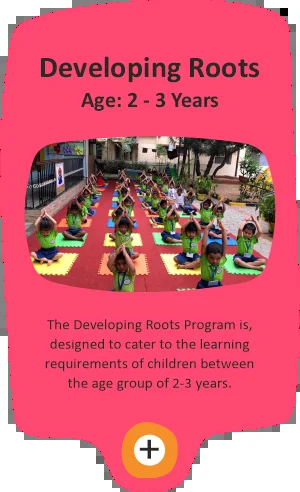 Developing Roots
Age: 2 - 3 Years
The Developing Roots Program is,
designed to cater to the learning
requirements of children between
the age group of 2-3 years.